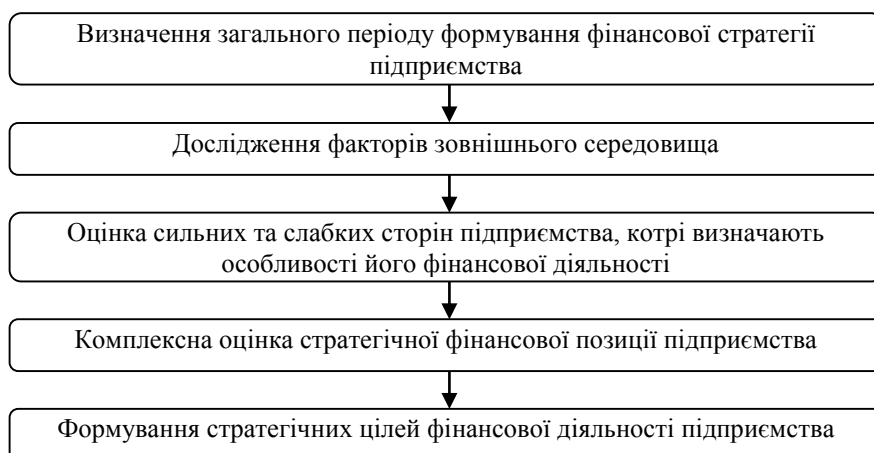 Визначення загального періоду формування фінансової стратегії
підприємства
Дослідження факторів зовнішнього середовища
Оцінка сильних та слабких сторін підприємства, котрі визначають
особливості його фінансової діяльності
Комплексна оцінка стратегічної фінансової позиції підприємства
Формування стратегічних цілей фінансової діяльності підприємства